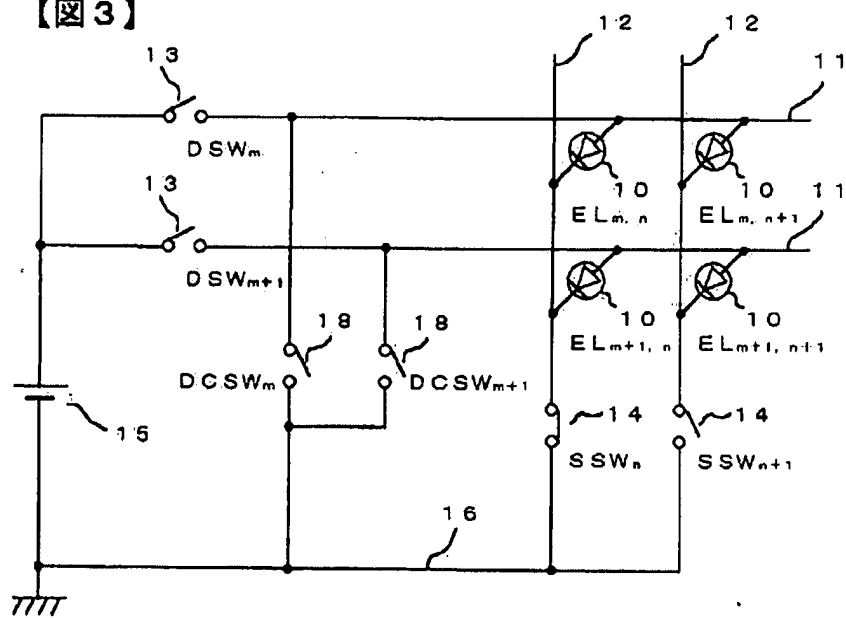 【図3】
12 12
13
11
DSWm
10 10
13
ELm, n ELm, n+1
11
DSWm+1
10 10
18 18
ELm+1, n ELm+1, n+1
DCSWm DCSWm+1
14 14
15
SSWn SSWn+1
16